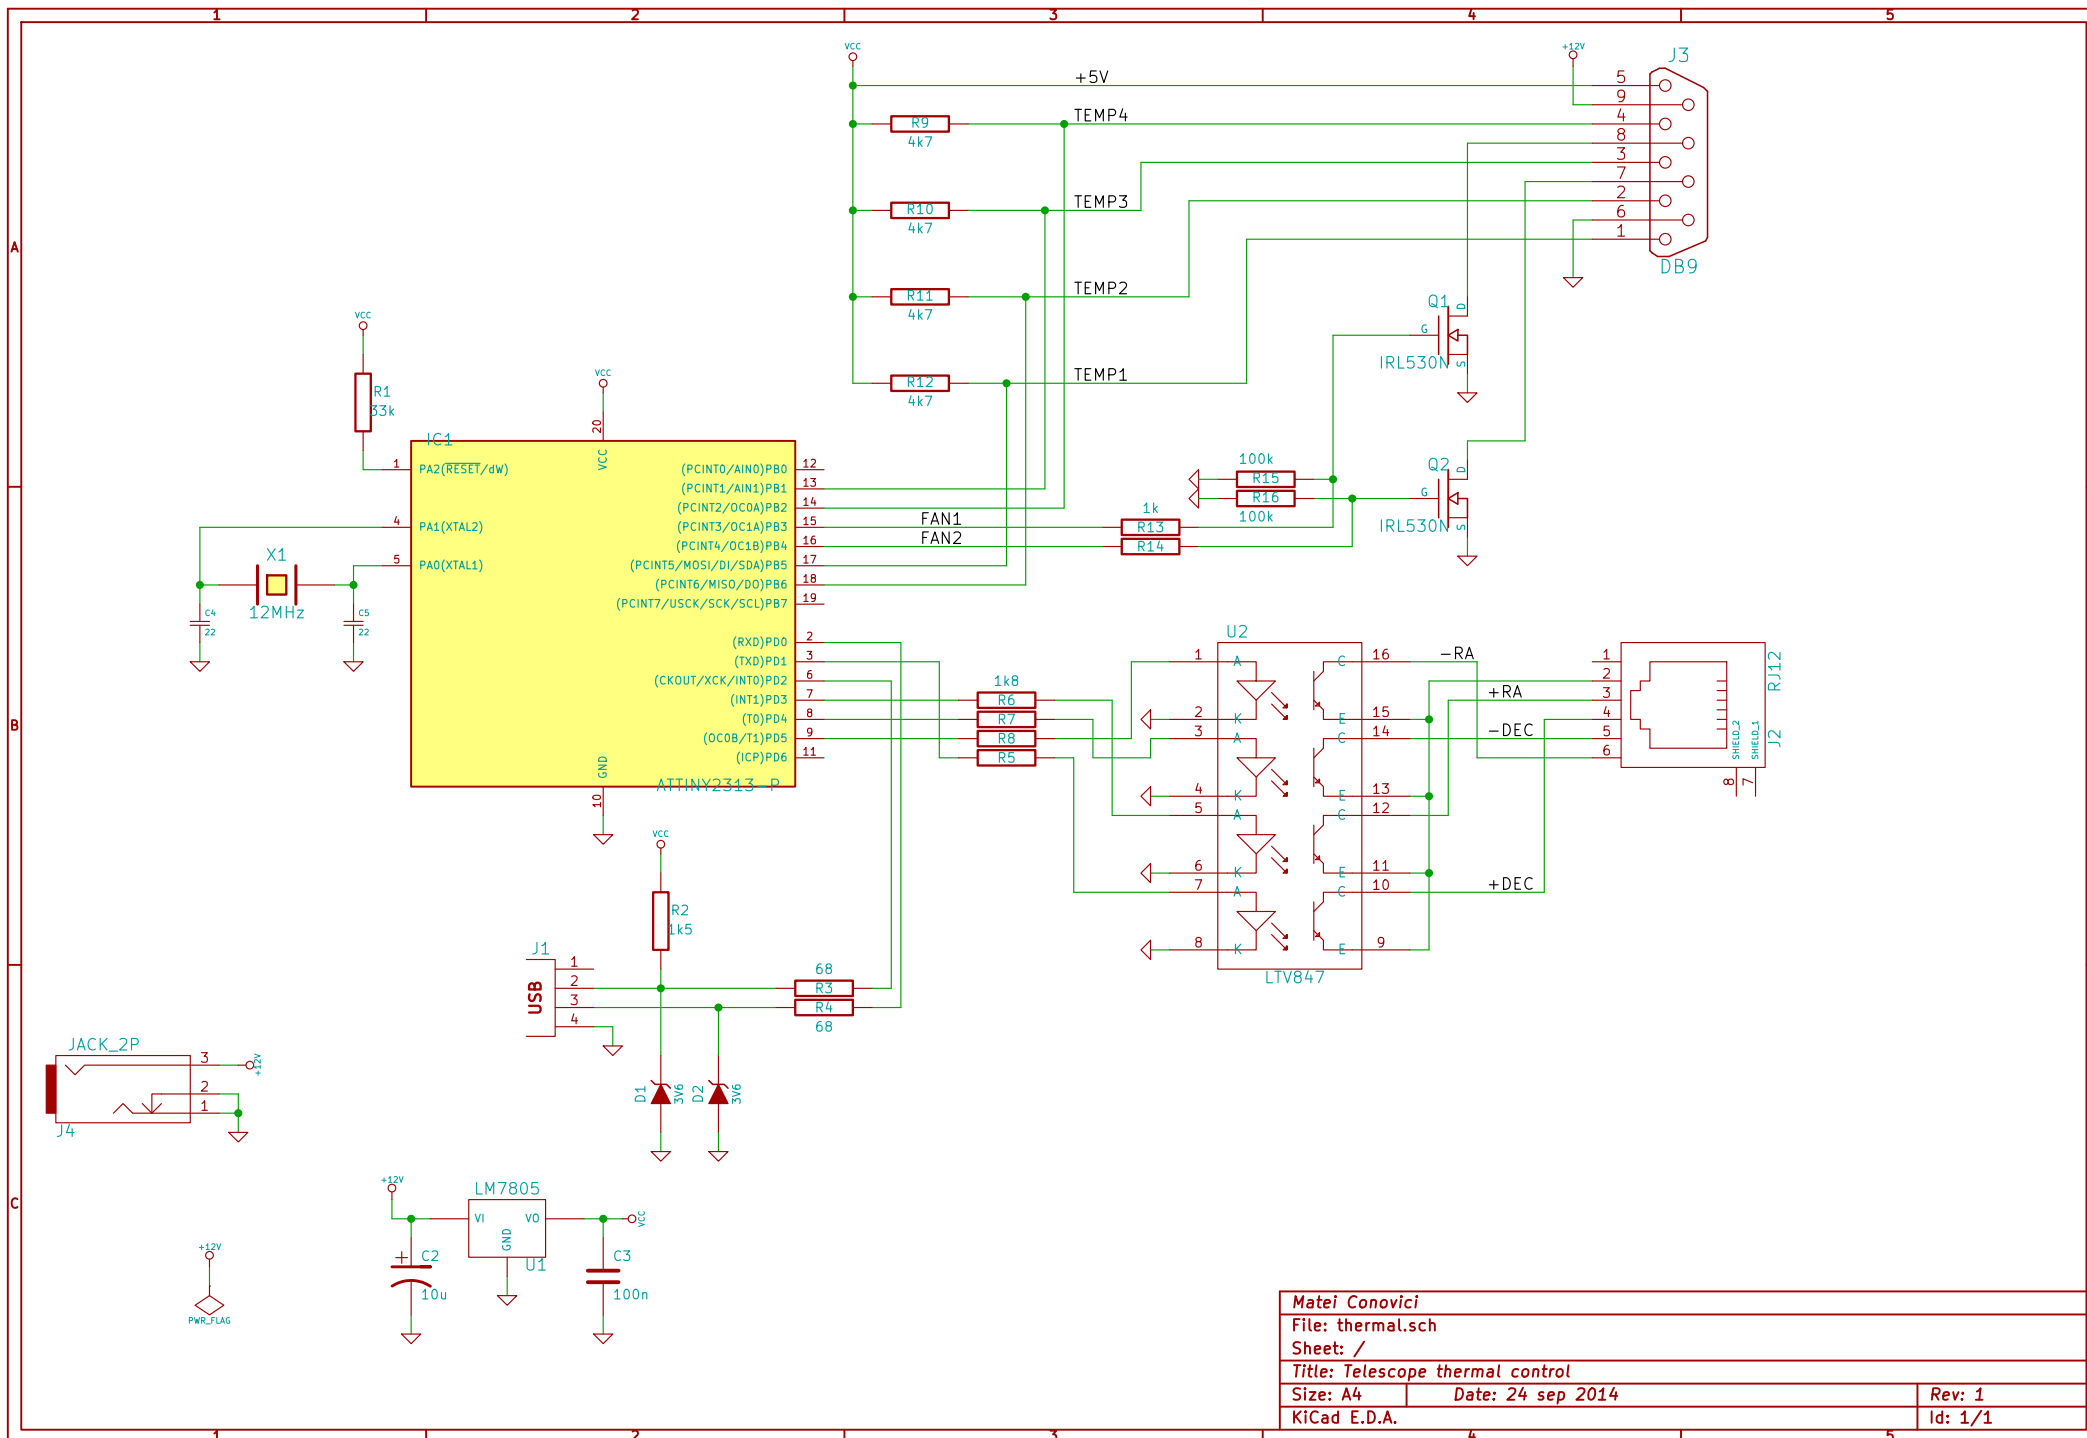 1 2 3 4 5
A
B
C
VCC
+5V
+12V
J3
5
9
4
8
3
7
2
6
1
DB9
R9
4k7
TEMP4
R10
4k7
TEMP3
R11
4k7
TEMP2
R12
4k7
TEMP1
Q1
G
D
S
IRL530N
Q2
G
D
S
IRL530N
100k
R15
R16
100k
1k
R13
R14
FAN1
FAN2
VCC
R1
33k
VCC
20
VCC
IC1
1 PA2(RESET/dW)
4 PA1(XTAL2)
5 PA0(XTAL1)
(PCINT0/AIN0)PB0 12
(PCINT1/AIN1)PB1 13
(PCINT2/OC0A)PB2 14
(PCINT3/OC1A)PB3 15
(PCINT4/OC1B)PB4 16
(PCINT5/MOSI/DI/SDA)PB5 17
(PCINT6/MISO/DO)PB6 18
(PCINT7/USCK/SCK/SCL)PB7 19
(RXD)PD0 2
(TXD)PD1 3
(CKOUT/XCK/INT0)PD2 6
(INT1)PD3 7
(T0)PD4 8
(OC0B/T1)PD5 9
(ICP)PD6 11
GND
10
ATTINY2313-P
X1
12MHz
C4
22
C5
22
1k8
R6
R7
R8
R5
U2
1 A C 16
2 K E 15
3 A C 14
4 K E 13
5 A C 12
6 K E 11
7 A C 10
8 K E 9
LTV847
-RA
+RA
-DEC
+DEC
1
2
3
4
5
6
SHIELD_2
SHIELD_1
8
7
RJ12
J2
VCC
R2
1k5
J1
USB
1
2
3
4
68
R3
R4
68
D1
3V6
D2
3V6
JACK_2P
3
2
1
+12V
J4
+12V
LM7805
VI VO
GND
U1
VCC
C2
10u
C3
100n
+12V
PWR_FLAG
Matei Conovici
File: thermal.sch
Sheet: /
Title: Telescope thermal control
Size: A4 Date: 24 sep 2014 Rev: 1
KiCad E.D.A. Id: 1/1
1 2 3 4 5